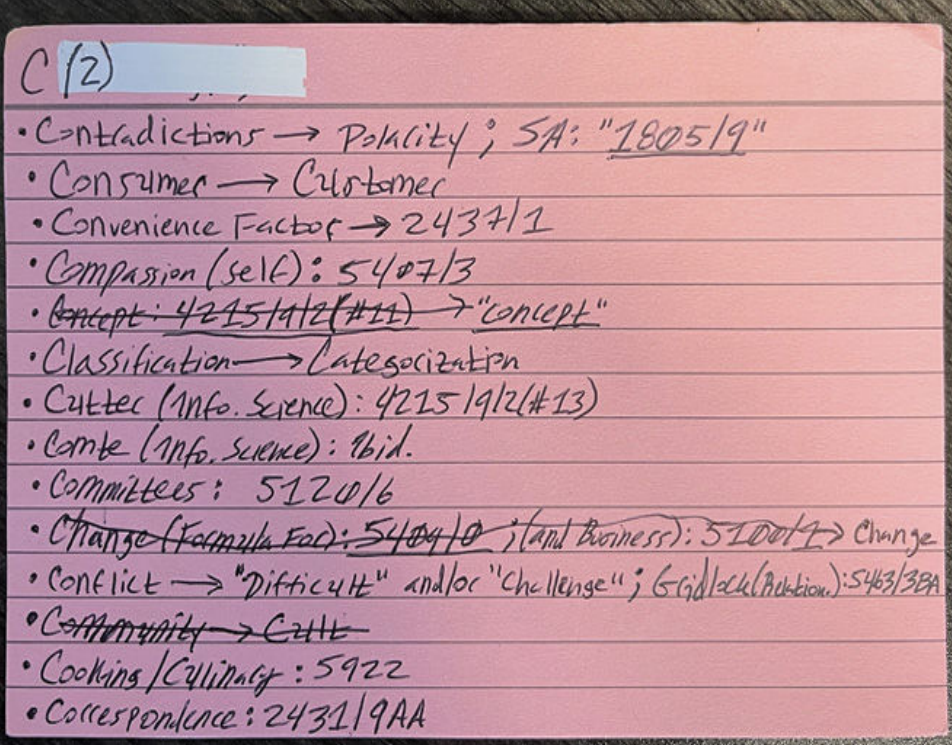 C (2)
• Contradictions → Polarity ; SA: "1805/9"
• Consumer → Customer
• Convenience Factor → 2437/1
• Compassion (self) : 5407/3
• Concept : 4215/9/2(#11) → "concept"
• Classification → Categorization
• Cutter (Info. Science) : 4215/9/2(#13)
• Comte (Info. Science) : Ibid.
• Committees : 5120/6
• Change (Formula For) : 5409/0 ; (and Business) : 5100/1 → Change
• Conflict → "Difficult" and/or "Challenge" ; Gridlock (Relation.) : 5463/3BA
• Community → Cult
• Cooking/Culinary : 5922
• Correspondence : 2431/9AA